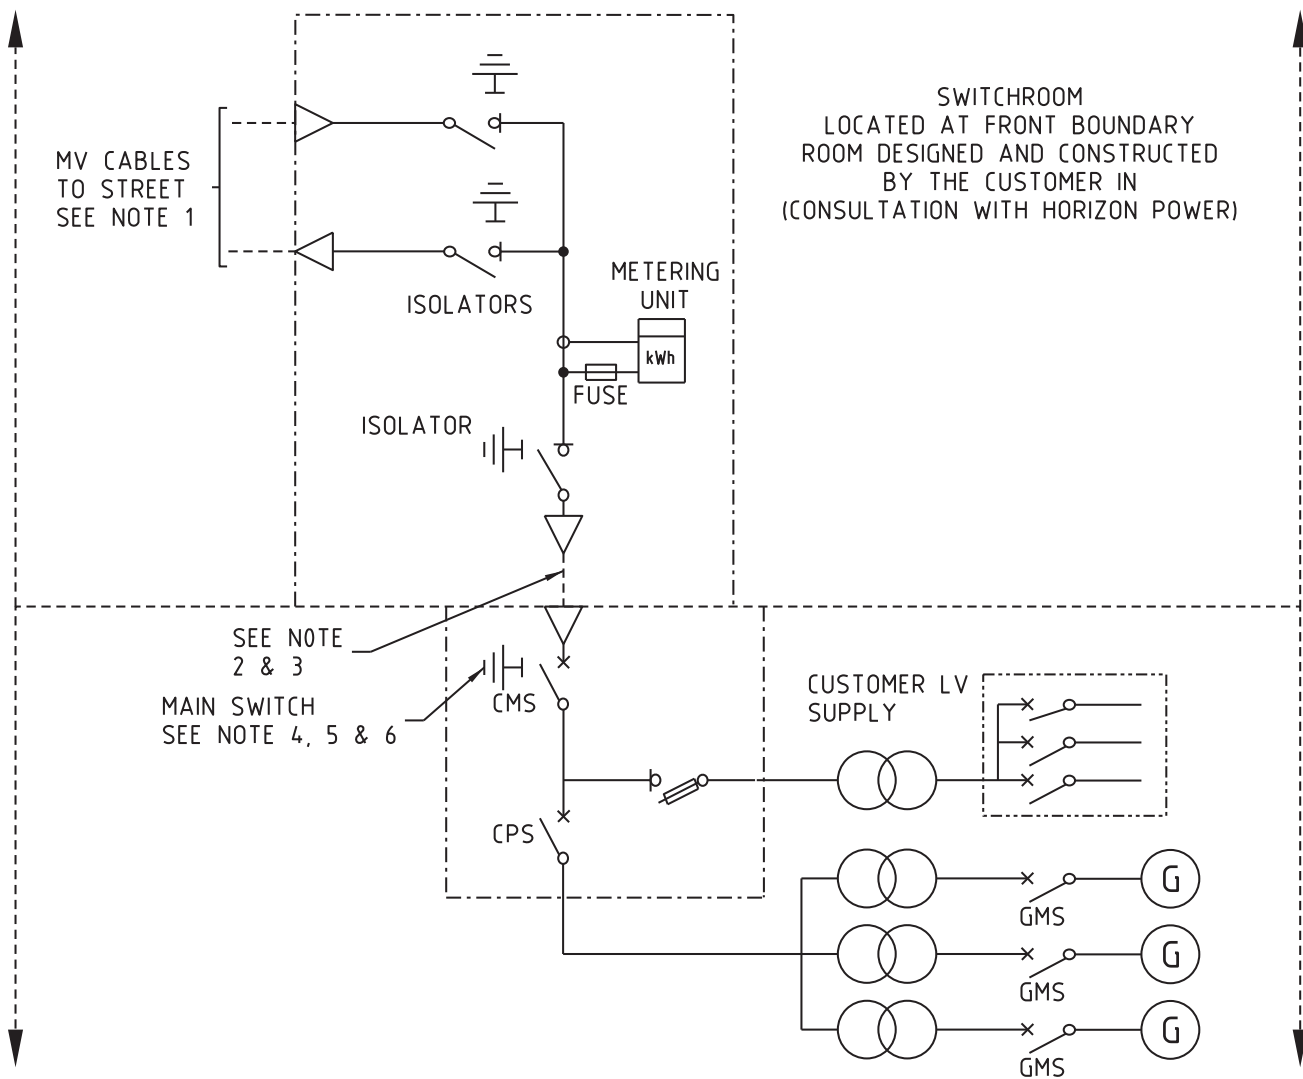 SWITCHROOM
LOCATED AT FRONT BOUNDARY
ROOM DESIGNED AND CONSTRUCTED
BY THE CUSTOMER IN
(CONSULTATION WITH HORIZON POWER)
MV CABLES
TO STREET
SEE NOTE 1
ISOLATORS
METERING
UNIT
kWh
FUSE
ISOLATOR
SEE NOTE
2 & 3
MAIN SWITCH
SEE NOTE 4, 5 & 6
CMS
CUSTOMER LV
SUPPLY
CPS
G
GMS
G
GMS
G
GMS